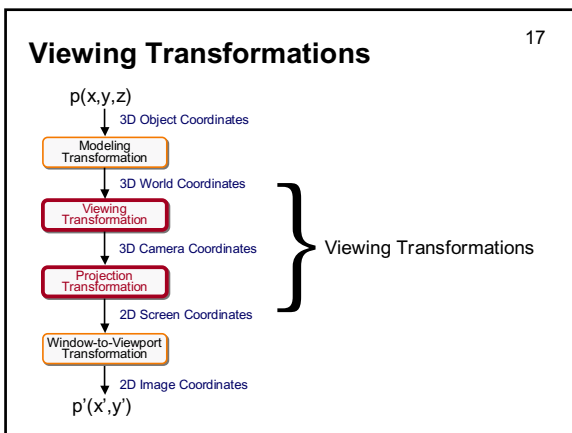 17
Viewing Transformations
p(x,y,z)
3D Object Coordinates
Modeling
Transformation
3D World Coordinates
Viewing
Transformation
Viewing Transformations
3D Camera Coordinates
Projection
Transformation
2D Screen Coordinates
Window-to-Viewport
Transformation
2D Image Coordinates
p’(x’,y’)